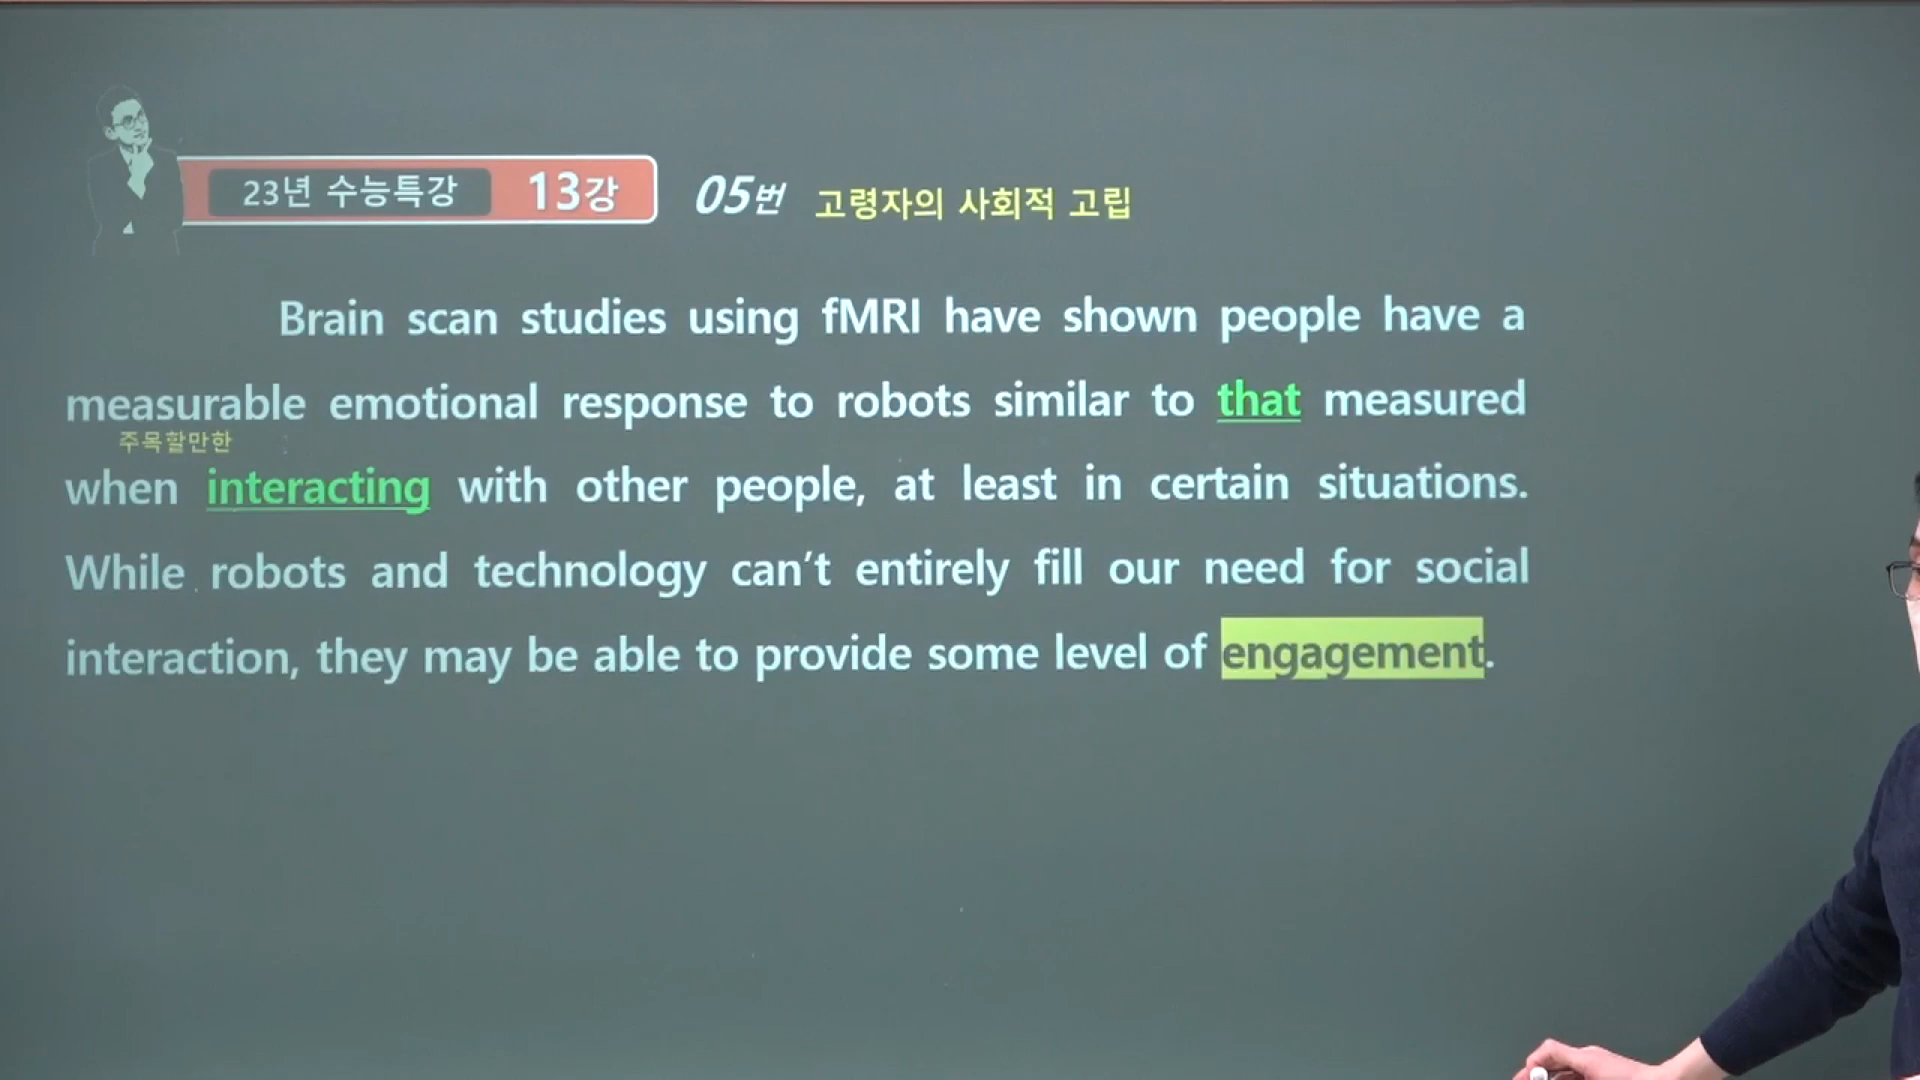 23년 수능특강 13강 05번 고령자의 사회적 고립
Brain scan studies using fMRI have shown people have a
measurable emotional response to robots similar to that measured
주목할만한
when interacting with other people, at least in certain situations.
While robots and technology can't entirely fill our need for social
interaction, they may be able to provide some level of engagement.